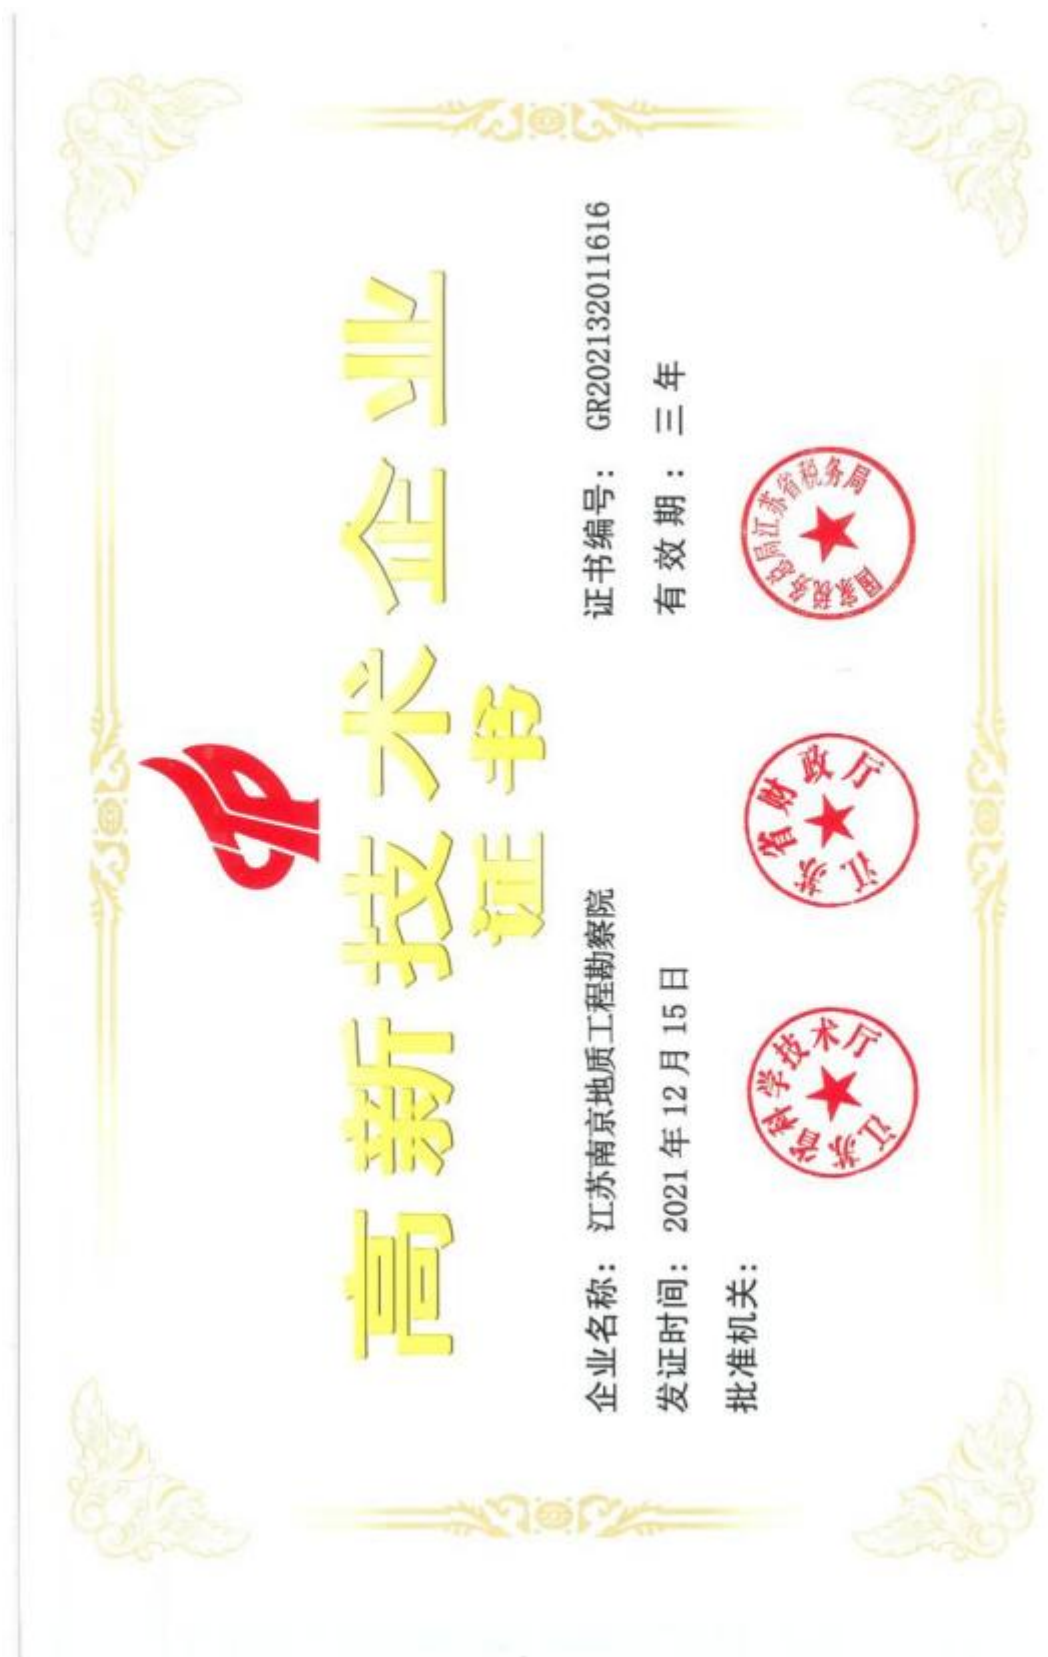 高新技术企业
证书
企业名称：江苏南京地质工程勘察院
证书编号：GR202132011616
发证时间：2021年12月15日
有效期：三年
批准机关：
江苏省科学技术厅
江苏省财政厅
国家税务总局江苏省税务局